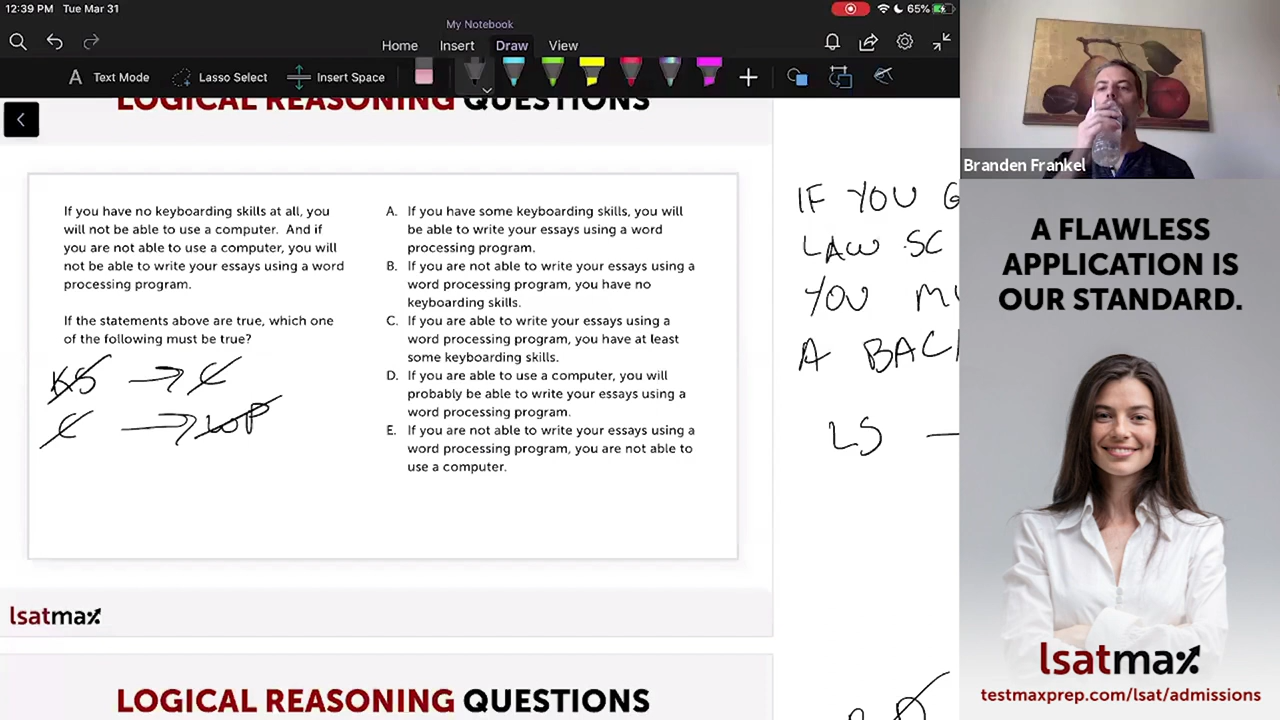 12:39 PM Tue Mar 31
65%
My Notebook
Home Insert Draw View
Text Mode Lasso Select Insert Space
LOGICAL REASONING QUESTIONS
If you have no keyboarding skills at all, you
will not be able to use a computer. And if
you are not able to use a computer, you will
not be able to write your essays using a word
processing program.
If the statements above are true, which one
of the following must be true?
KS → C
C → WP
A. If you have some keyboarding skills, you will
be able to write your essays using a word
processing program.
B. If you are not able to write your essays using a
word processing program, you have no
keyboarding skills.
C. If you are able to write your essays using a
word processing program, you have at least
some keyboarding skills.
D. If you are able to use a computer, you will
probably be able to write your essays using a
word processing program.
E. If you are not able to write your essays using a
word processing program, you are not able to
use a computer.
lsatmax
LOGICAL REASONING QUESTIONS
IF YOU G
LAW SC
YOU MU
A BACK
LS
Branden Frankel
A FLAWLESS
APPLICATION IS
OUR STANDARD.
lsatmax
testmaxprep.com/lsat/admissions